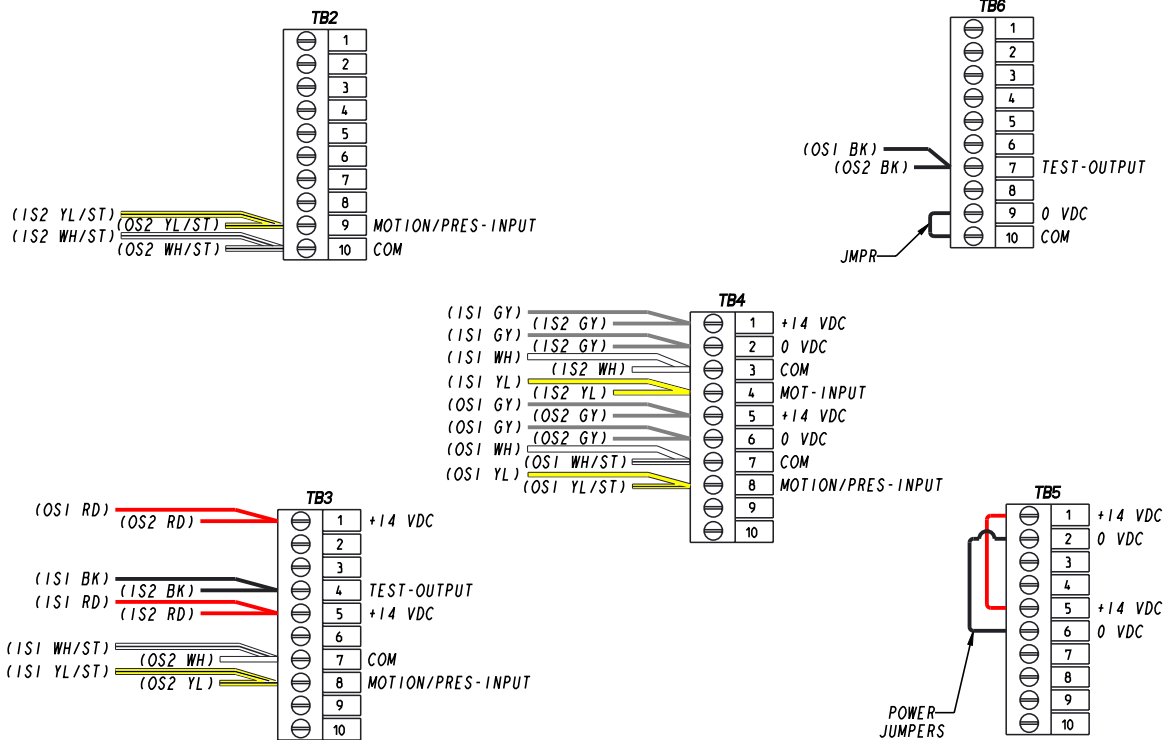 TB2
1
2
3
4
5
6
7
8
(IS2 YL/ST)
(OS2 YL/ST)
9 MOTION/PRES-INPUT
(IS2 WH/ST)
(OS2 WH/ST)
10 COM
TB6
1
2
3
4
5
6
(OS1 BK)
(OS2 BK)
7 TEST-OUTPUT
8
9 0 VDC
10 COM
JMPR
TB4
(IS1 GY)
(IS2 GY)
1 +14 VDC
(IS1 GY)
(IS2 GY)
2 0 VDC
(IS1 WH)
(IS2 WH)
3 COM
(IS1 YL)
(IS2 YL)
4 MOT-INPUT
(OS1 GY)
(OS2 GY)
5 +14 VDC
(OS1 GY)
(OS2 GY)
6 0 VDC
(OS1 WH)
(OS1 WH/ST)
7 COM
(OS1 YL)
(OS1 YL/ST)
8 MOTION/PRES-INPUT
9
10
TB3
(OS1 RD)
(OS2 RD)
1 +14 VDC
2
3
(IS1 BK)
(IS2 BK)
4 TEST-OUTPUT
(IS1 RD)
(IS2 RD)
5 +14 VDC
6
(IS1 WH/ST)
(OS2 WH)
7 COM
(IS1 YL/ST)
(OS2 YL)
8 MOTION/PRES-INPUT
9
10
TB5
1 +14 VDC
2 0 VDC
3
4
5 +14 VDC
6 0 VDC
7
8
9
10
POWER
JUMPERS